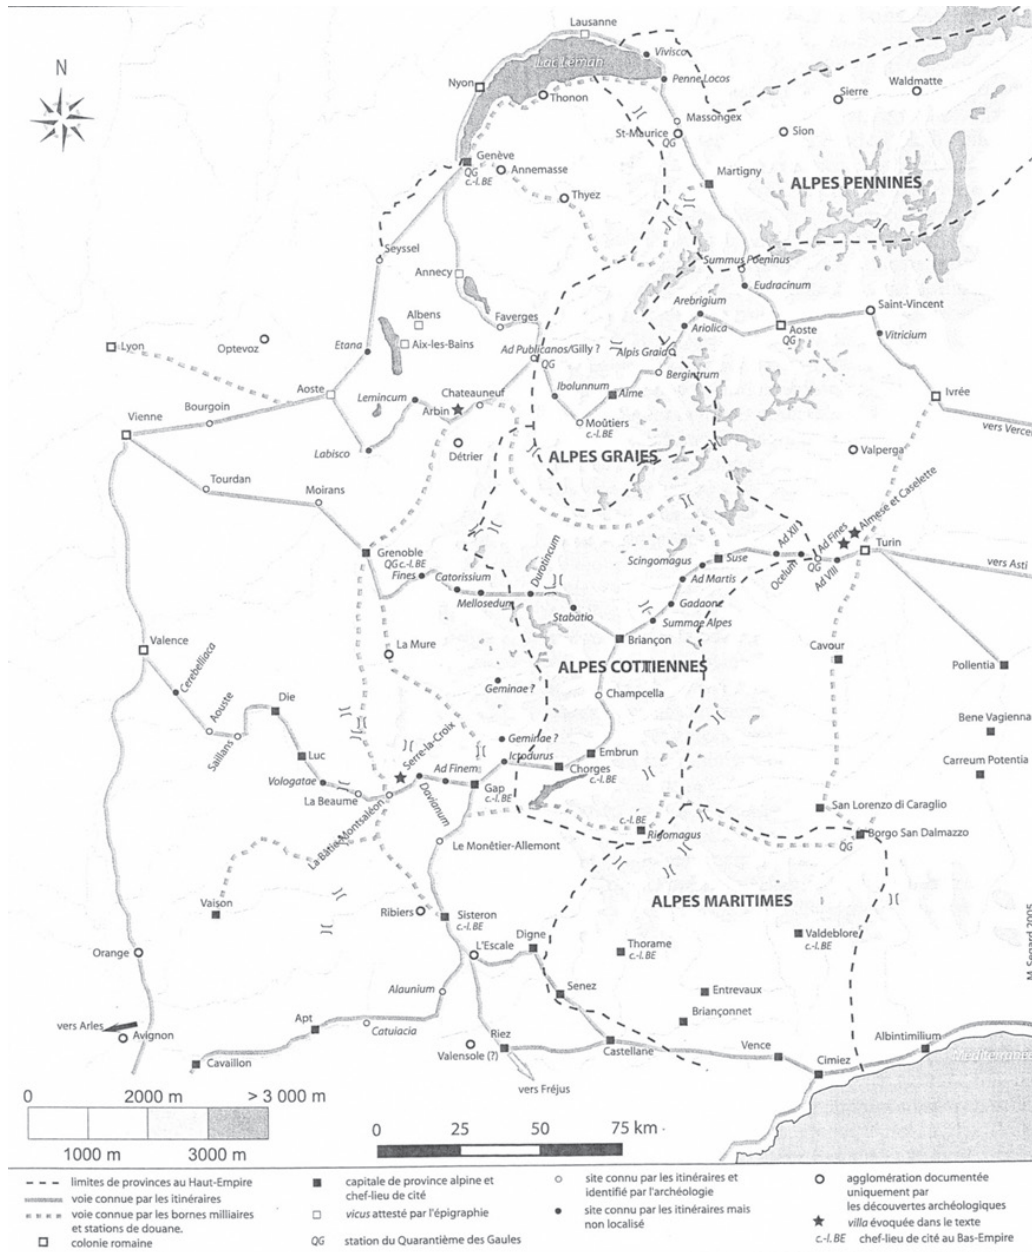 Lausanne
Vivisco
Lac Léman
Penne Locos
N
Nyon
Thonon
Sierre
Waldmatte
Massongex
St-Maurice
QG
Sion
Genève
QG
c.-l. BE
Annemasse
Martigny
ALPES PENNINES
Thyez
Seyssel
Summus Poeninus
Annecy
Eudracinum
Arebrigium
Saint-Vincent
Albens
Faverges
Ariolica
Aoste
QG
Vitricium
Lyon
Optevoz
Etana
Aix-les-Bains
Ad Publicanos/Gilly ?
QG
Alpis Graia
Bergintrum
Aoste
Lemincum
Chateauneuf
Ibolunnum
Aime
Ivrée
Vienne
Bourgoin
Arbin
Moûtiers
c.-l. BE
vers Verce
Labisco
Détrier
ALPES GRAIES
Valperga
Tourdan
Moirans
Almese et Caselette
Ad Fines
Ad XII
Turin
Grenoble
QG c.-l. BE
Fines
Catorissium
Durotincum
Scingomagus
Suse
Ocelum
QG
Ad VIII
vers Asti
Mellosedum
Ad Martis
Stabatio
Gadaone
Summae Alpes
Valence
La Mure
Briançon
Cavour
Cerebelliaca
ALPES COTTIENNES
Pollentia
Geminae ?
Champcella
Aouste
Die
Saillans
Bene Vagienna
Geminae ?
Serre-la-Croix
Luc
Ictodurus
Embrun
c.-l. BE
Carreum Potentia
Vologatae
Ad Finem
Chorges
La Beaume
Gap
c.-l. BE
Davianum
San Lorenzo di Caraglio
La Bâtie-Montsaléon
c.-l. BE
Rigomagus
Borgo San Dalmazzo
QG
Le Monêtier-Allemont
Vaison
Ribiers
Sisteron
c.-l. BE
ALPES MARITIMES
Valdeblore
c.-l. BE
Orange
L'Escale
Digne
Thorame
c.-l. BE
M.Segard 2005
Alaunium
Senez
Entrevaux
vers Arles
Avignon
Apt
Catuiacia
Briançonnet
Albintimilium
Cavaillon
Valensole (?)
Riez
Castellane
Vence
Cimiez
Méditerranée
vers Fréjus
0 2000 m > 3 000 m
1000 m 3000 m
0 25 50 75 km
limites de provinces au Haut-Empire
voie connue par les itinéraires
voie connue par les bornes milliaires
et stations de douane.
colonie romaine
capitale de province alpine et
chef-lieu de cité
vicus attesté par l'épigraphie
QG station du Quarantième des Gaules
site connu par les itinéraires et
identifié par l'archéologie
site connu par les itinéraires mais
non localisé
agglomération documentée
uniquement par
les découvertes archéologiques
villa évoquée dans le texte
c.-l. BE chef-lieu de cité au Bas-Empire